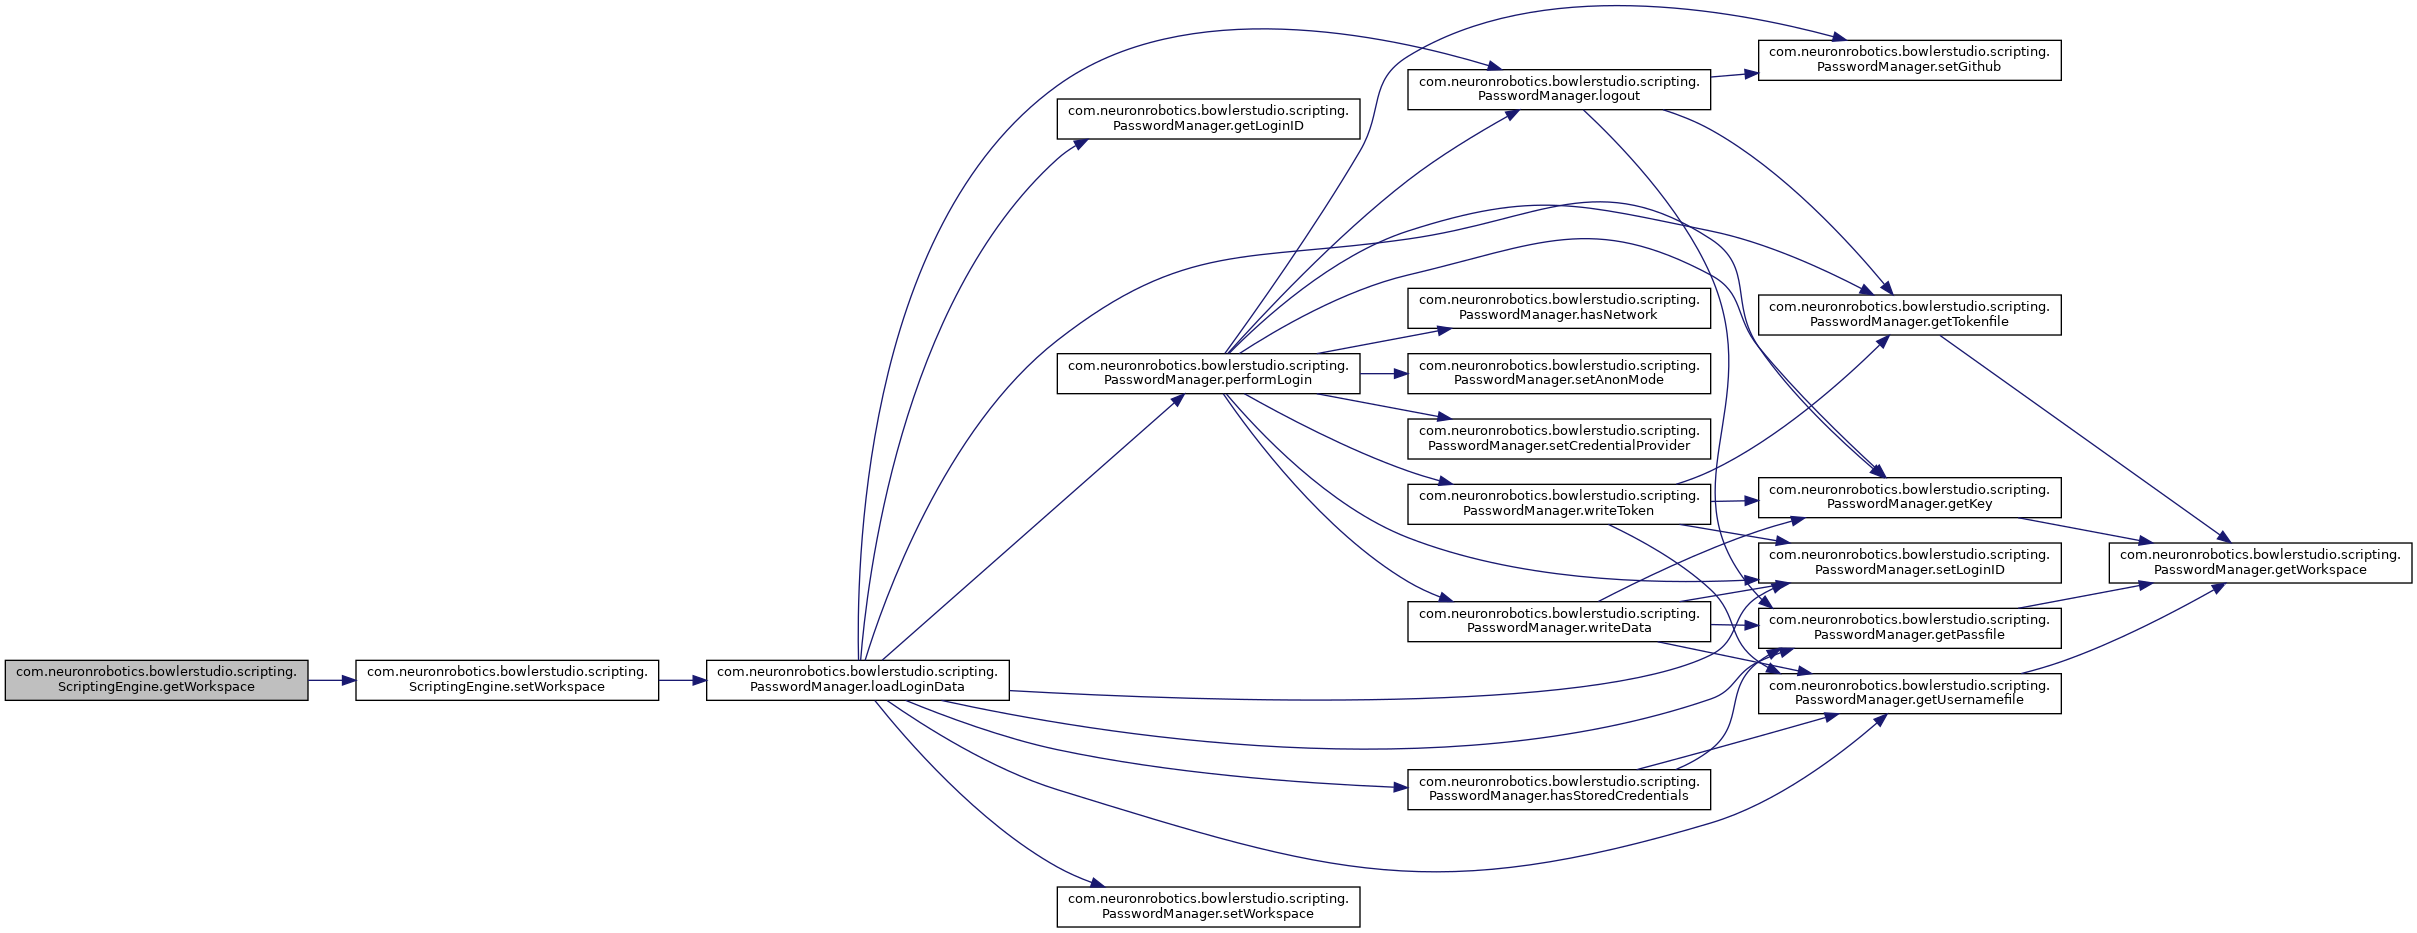 com.neuronrobotics.bowlerstudio.scripting.
ScriptingEngine.getWorkspace
com.neuronrobotics.bowlerstudio.scripting.
ScriptingEngine.setWorkspace
com.neuronrobotics.bowlerstudio.scripting.
PasswordManager.loadLoginData
com.neuronrobotics.bowlerstudio.scripting.
PasswordManager.getLoginID
com.neuronrobotics.bowlerstudio.scripting.
PasswordManager.performLogin
com.neuronrobotics.bowlerstudio.scripting.
PasswordManager.setWorkspace
com.neuronrobotics.bowlerstudio.scripting.
PasswordManager.logout
com.neuronrobotics.bowlerstudio.scripting.
PasswordManager.hasNetwork
com.neuronrobotics.bowlerstudio.scripting.
PasswordManager.setAnonMode
com.neuronrobotics.bowlerstudio.scripting.
PasswordManager.setCredentialProvider
com.neuronrobotics.bowlerstudio.scripting.
PasswordManager.writeToken
com.neuronrobotics.bowlerstudio.scripting.
PasswordManager.writeData
com.neuronrobotics.bowlerstudio.scripting.
PasswordManager.hasStoredCredentials
com.neuronrobotics.bowlerstudio.scripting.
PasswordManager.setGithub
com.neuronrobotics.bowlerstudio.scripting.
PasswordManager.getTokenfile
com.neuronrobotics.bowlerstudio.scripting.
PasswordManager.getKey
com.neuronrobotics.bowlerstudio.scripting.
PasswordManager.setLoginID
com.neuronrobotics.bowlerstudio.scripting.
PasswordManager.getPassfile
com.neuronrobotics.bowlerstudio.scripting.
PasswordManager.getUsernamefile
com.neuronrobotics.bowlerstudio.scripting.
PasswordManager.getWorkspace